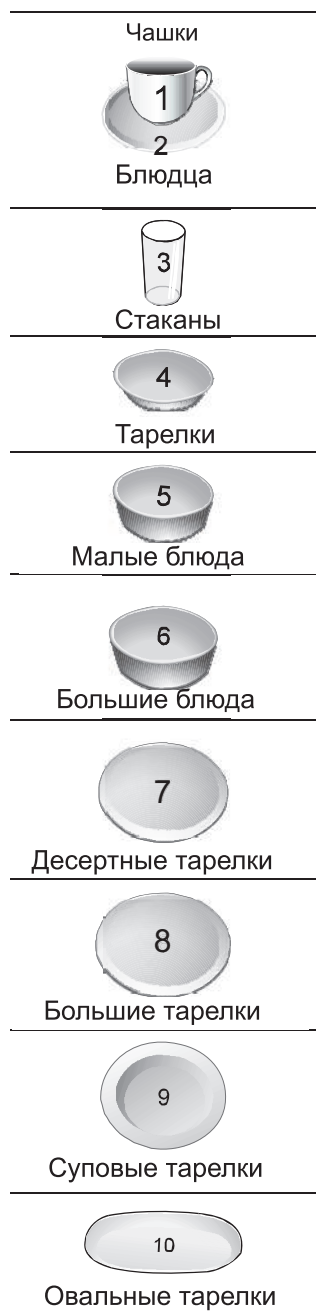 Чашки
1
2
Блюдца
3
Стаканы
4
Тарелки
5
Малые блюда
6
Большие блюда
7
Десертные тарелки
8
Большие тарелки
9
Суповые тарелки
10
Овальные тарелки